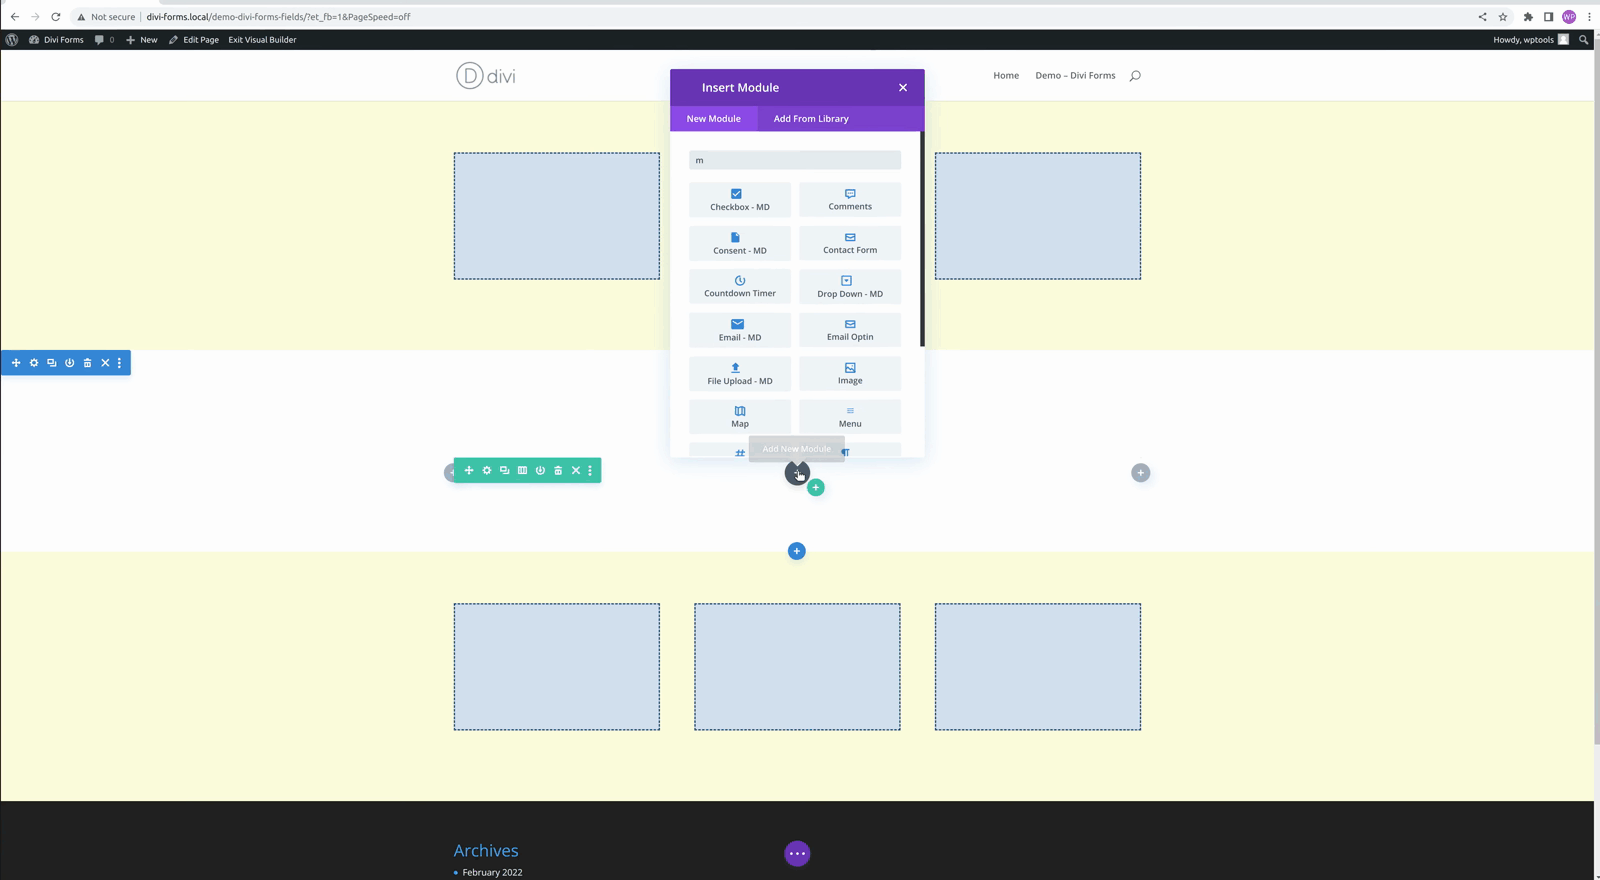 Not secure divi-forms.local/demo-divi-forms-fields/?et_fb=1&PageSpeed=off WP
Divi Forms 0 New Edit Page Exit Visual Builder Howdy, wptools
D divi Home Demo – Divi Forms
Insert Module
New Module Add From Library
m
Checkbox - MD Comments
Consent - MD Contact Form
Countdown Timer Drop Down - MD
Email - MD Email Optin
File Upload - MD Image
Map Menu
Add New Module
Archives
February 2022